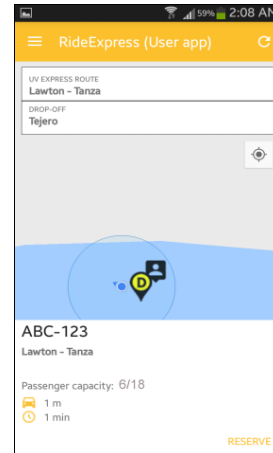 59% 2:08 AM
RideExpress (User app)
UV EXPRESS ROUTE
Lawton - Tanza
DROP-OFF
Tejero
D
ABC-123
Lawton - Tanza
Passenger capacity: 6/18
1 m
1 min
RESERVE